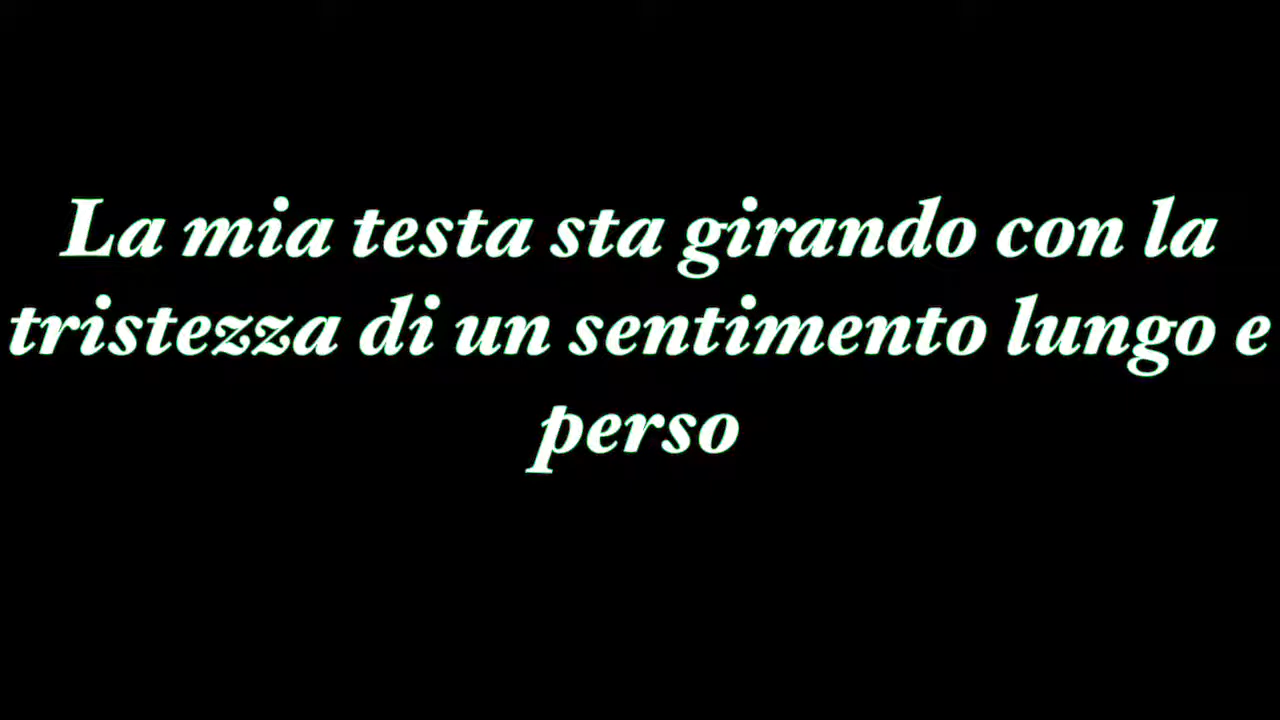 La mia testa sta girando con la
tristezza di un sentimento lungo e
perso